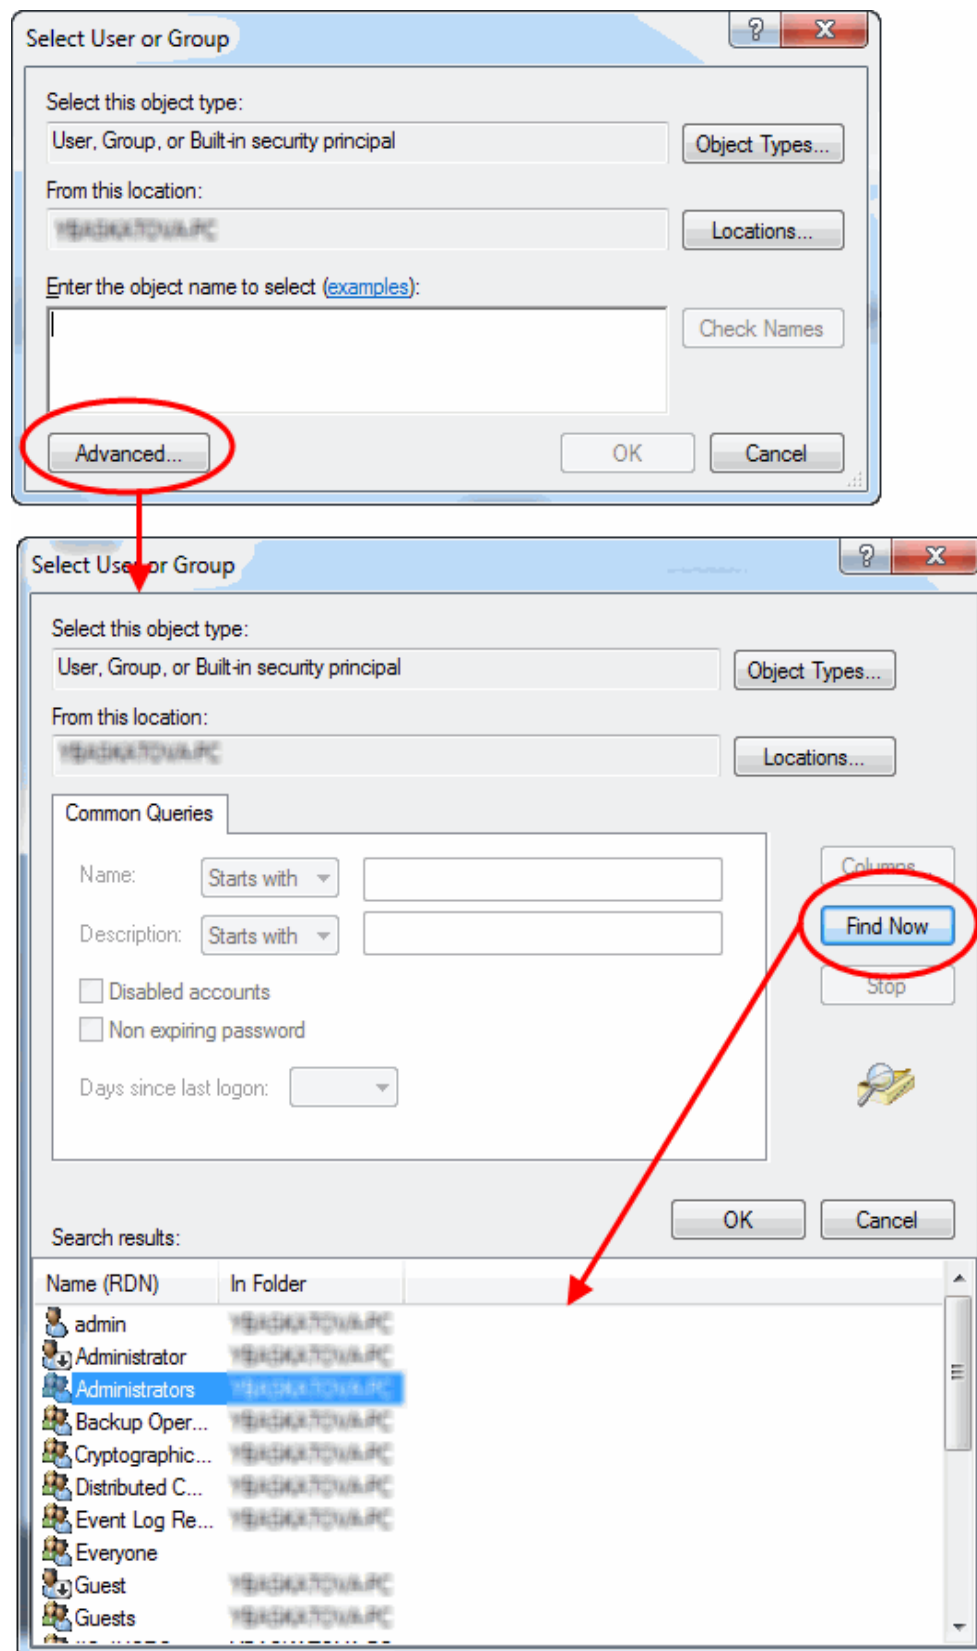 Select User or Group
Select this object type:
User, Group, or Built-in security principal
Object Types...
From this location:
Locations...
Enter the object name to select (examples):
Check Names
Advanced...
OK
Cancel
Select User or Group
Select this object type:
User, Group, or Built-in security principal
Object Types...
From this location:
Locations...
Common Queries
Name:
Starts with
Columns...
Description:
Starts with
Find Now
Disabled accounts
Stop
Non expiring password
Days since last logon:
OK
Cancel
Search results:
Name (RDN) In Folder
admin
Administrator
Administrators
Backup Oper...
Cryptographic...
Distributed C...
Event Log Re...
Everyone
Guest
Guests